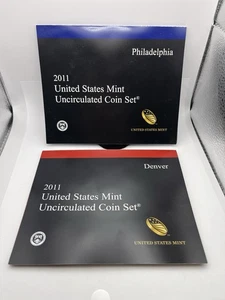 Philadelphia
2011
United States Mint
Uncirculated Coin Set®
UNITED STATES MINT
Denver
2011
United States Mint
Uncirculated Coin Set®
UNITED STATES MINT